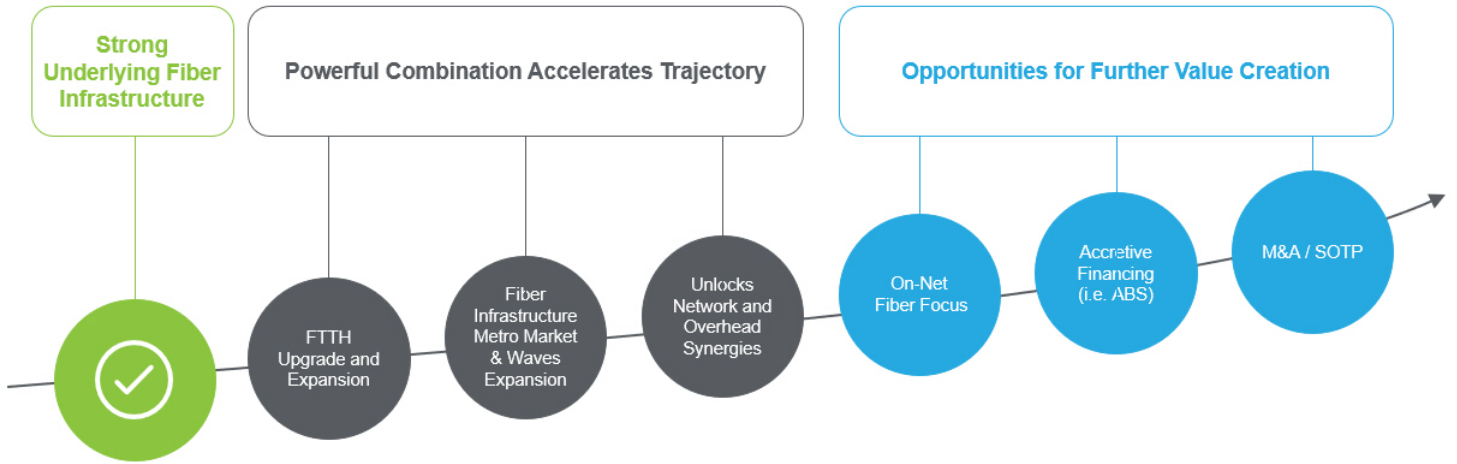 Strong
Underlying Fiber
Infrastructure
Powerful Combination Accelerates Trajectory
Opportunities for Further Value Creation
FTTH
Upgrade and
Expansion
Fiber
Infrastructure
Metro Market
& Waves
Expansion
Unlocks
Network and
Overhead
Synergies
On-Net
Fiber Focus
Accretive
Financing
(i.e. ABS)
M&A / SOTP